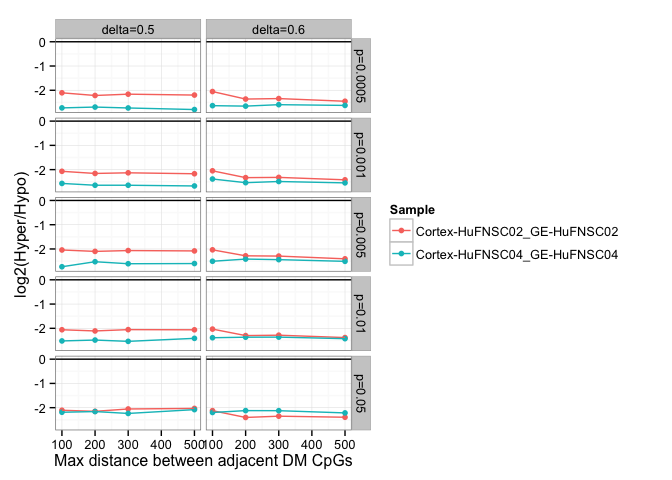 delta=0.5 delta=0.6
0
-1
-2
p=0.0005
0
-1
-2
p=0.001
0
-1
-2
p=0.005
0
-1
-2
p=0.01
0
-1
-2
p=0.05
100 200 300 400 500 100 200 300 400 500
Max distance between adjacent DM CpGs
log2(Hyper/Hypo)
Sample
Cortex-HuFNSC02_GE-HuFNSC02
Cortex-HuFNSC04_GE-HuFNSC04